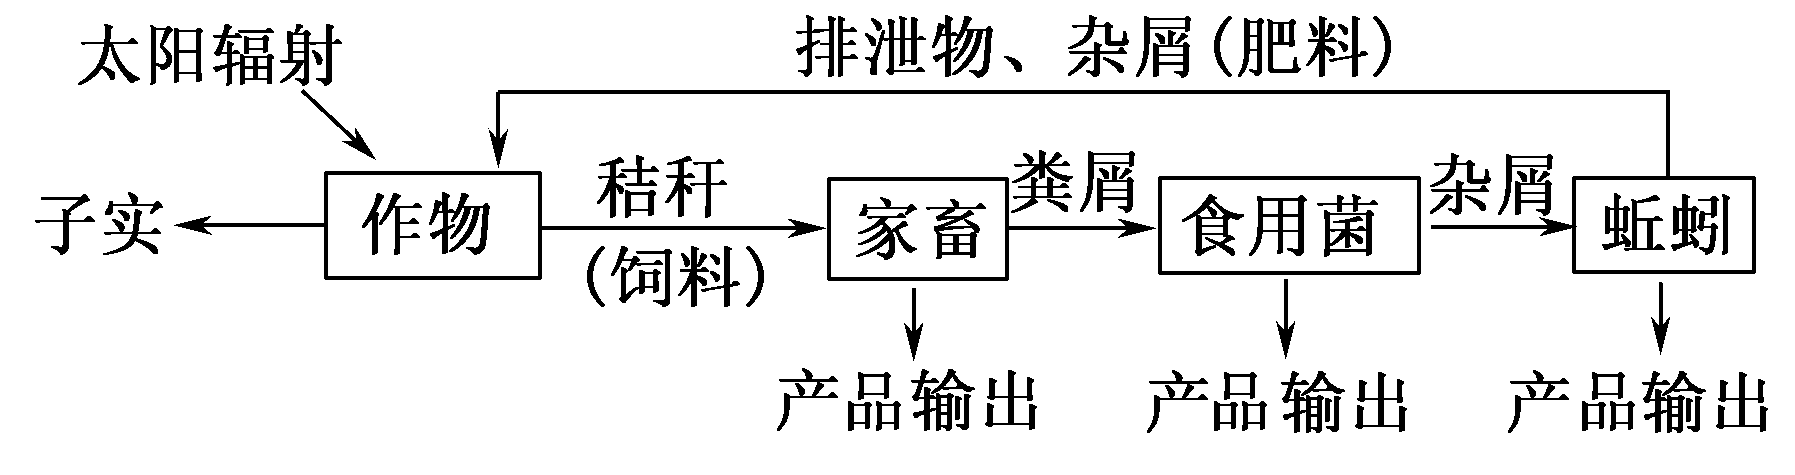 太阳辐射
排泄物、杂屑(肥料)
子实
作物
秸秆
(饲料)
家畜
粪屑
食用菌
杂屑
蚯蚓
产品输出
产品输出
产品输出